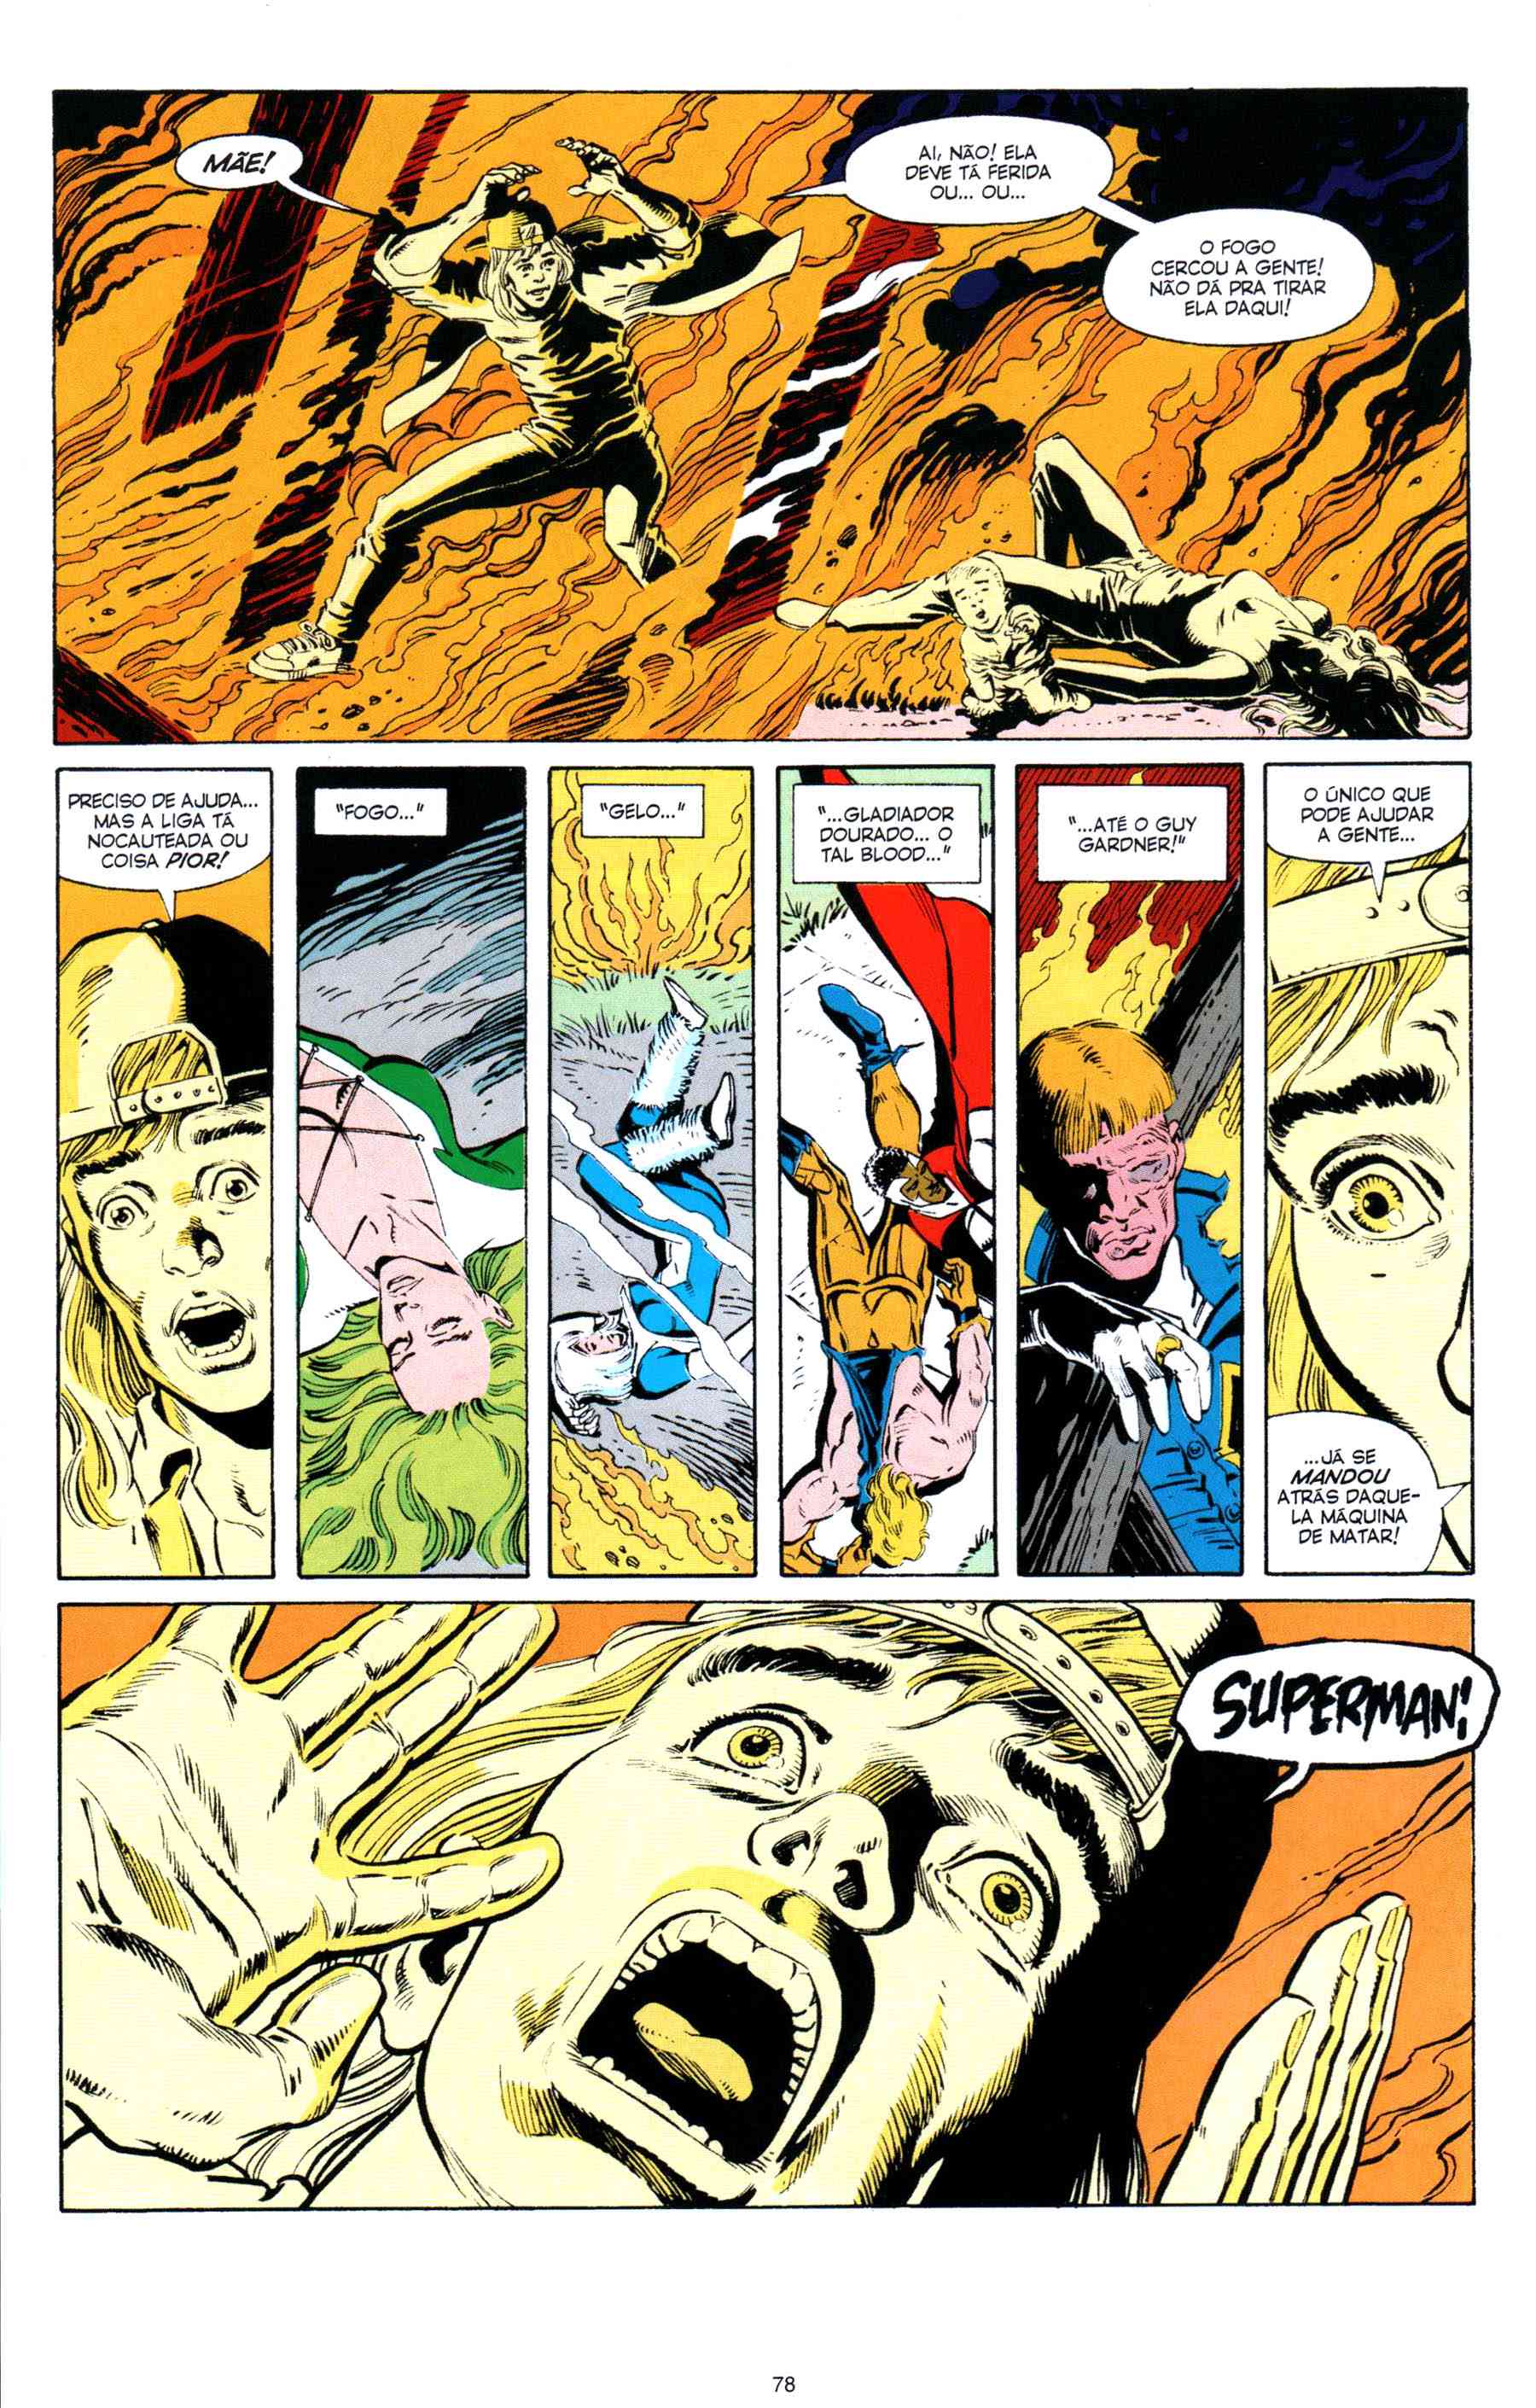 MÃE!
AI, NÃO! ELA
DEVE TÁ FERIDA
OU... OU...
O FOGO
CERCOU A GENTE!
NÃO DÁ PRA TIRAR
ELA DAQUI!
PRECISO DE AJUDA...
MAS A LIGA TÁ
NOCAUTEADA OU
COISA PIOR!
"FOGO..."
"GELO..."
"...GLADIADOR
DOURADO... O
TAL BLOOD..."
"...ATÉ O GUY
GARDNER!"
O ÚNICO QUE
PODE AJUDAR
A GENTE...
...JÁ SE
MANDOU
ATRÁS DAQUE-
LA MÁQUINA
DE MATAR!
SUPERMAN!
78